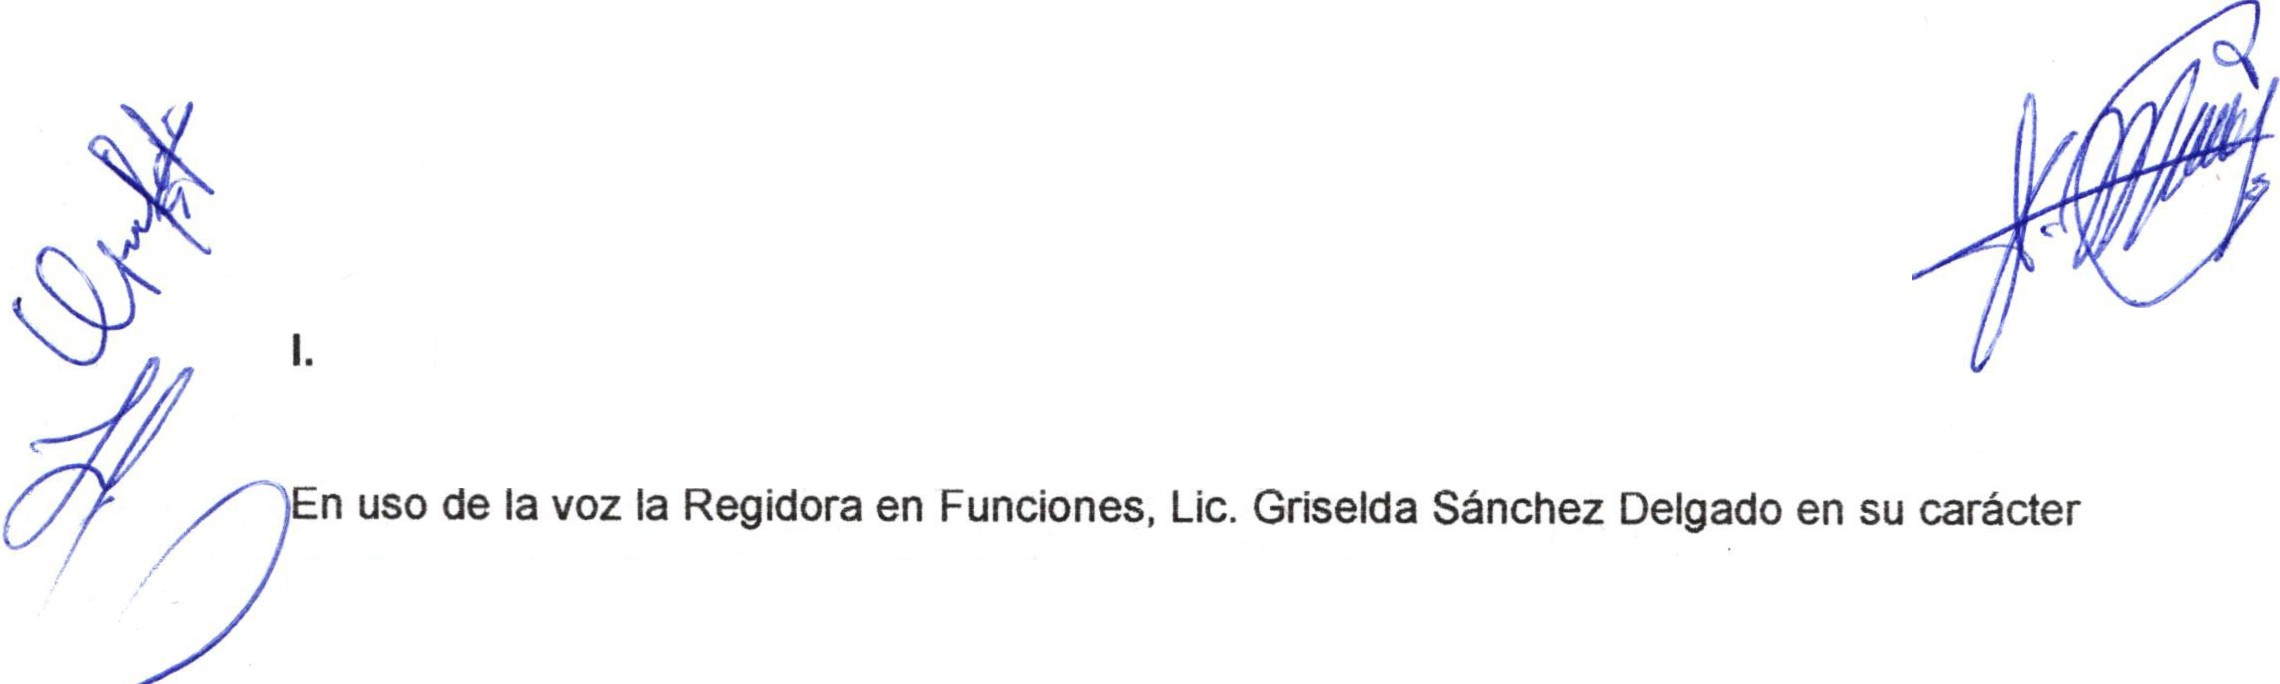 I.
En uso de la voz la Regidora en Funciones, Lic. Griselda Sánchez Delgado en su carácter